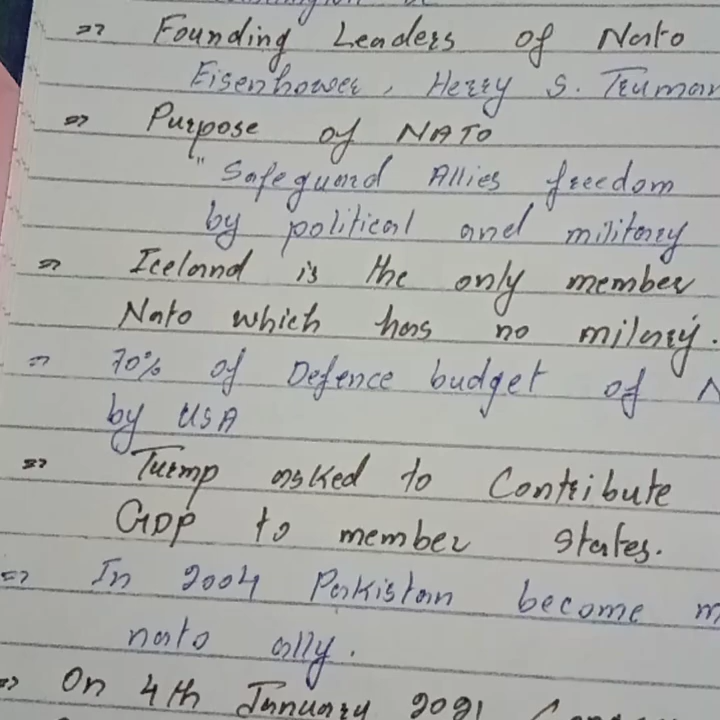 => Founding Leaders of Nato
Eisenhower, Herry S. Truman
=> Purpose of NATO
" Safeguard Allies freedom
by political and military
=> Iceland is the only member
Nato which has no milary.
=> 70% of Defence budget of N
by USA
=> Trump asked to Contribute
GDP to member states.
=> In 2004 Pakistan become m
nato ally.
=> On 4th January 2021